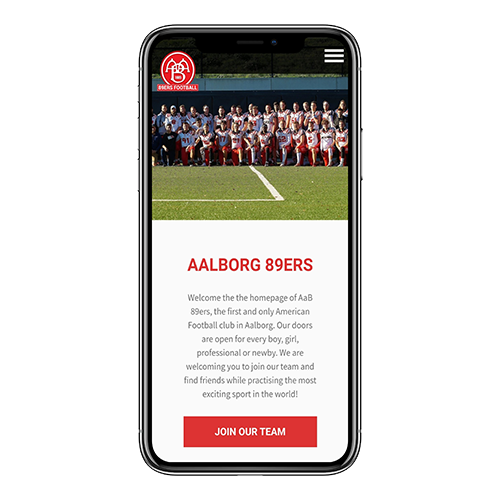 89ERS FOOTBALL
AALBORG 89ERS
Welcome the the homepage of AaB
89ers, the first and only American
Football club in Aalborg. Our doors
are open for every boy, girl,
professional or newby. We are
welcoming you to join our team and
find friends while practising the most
exciting sport in the world!
JOIN OUR TEAM